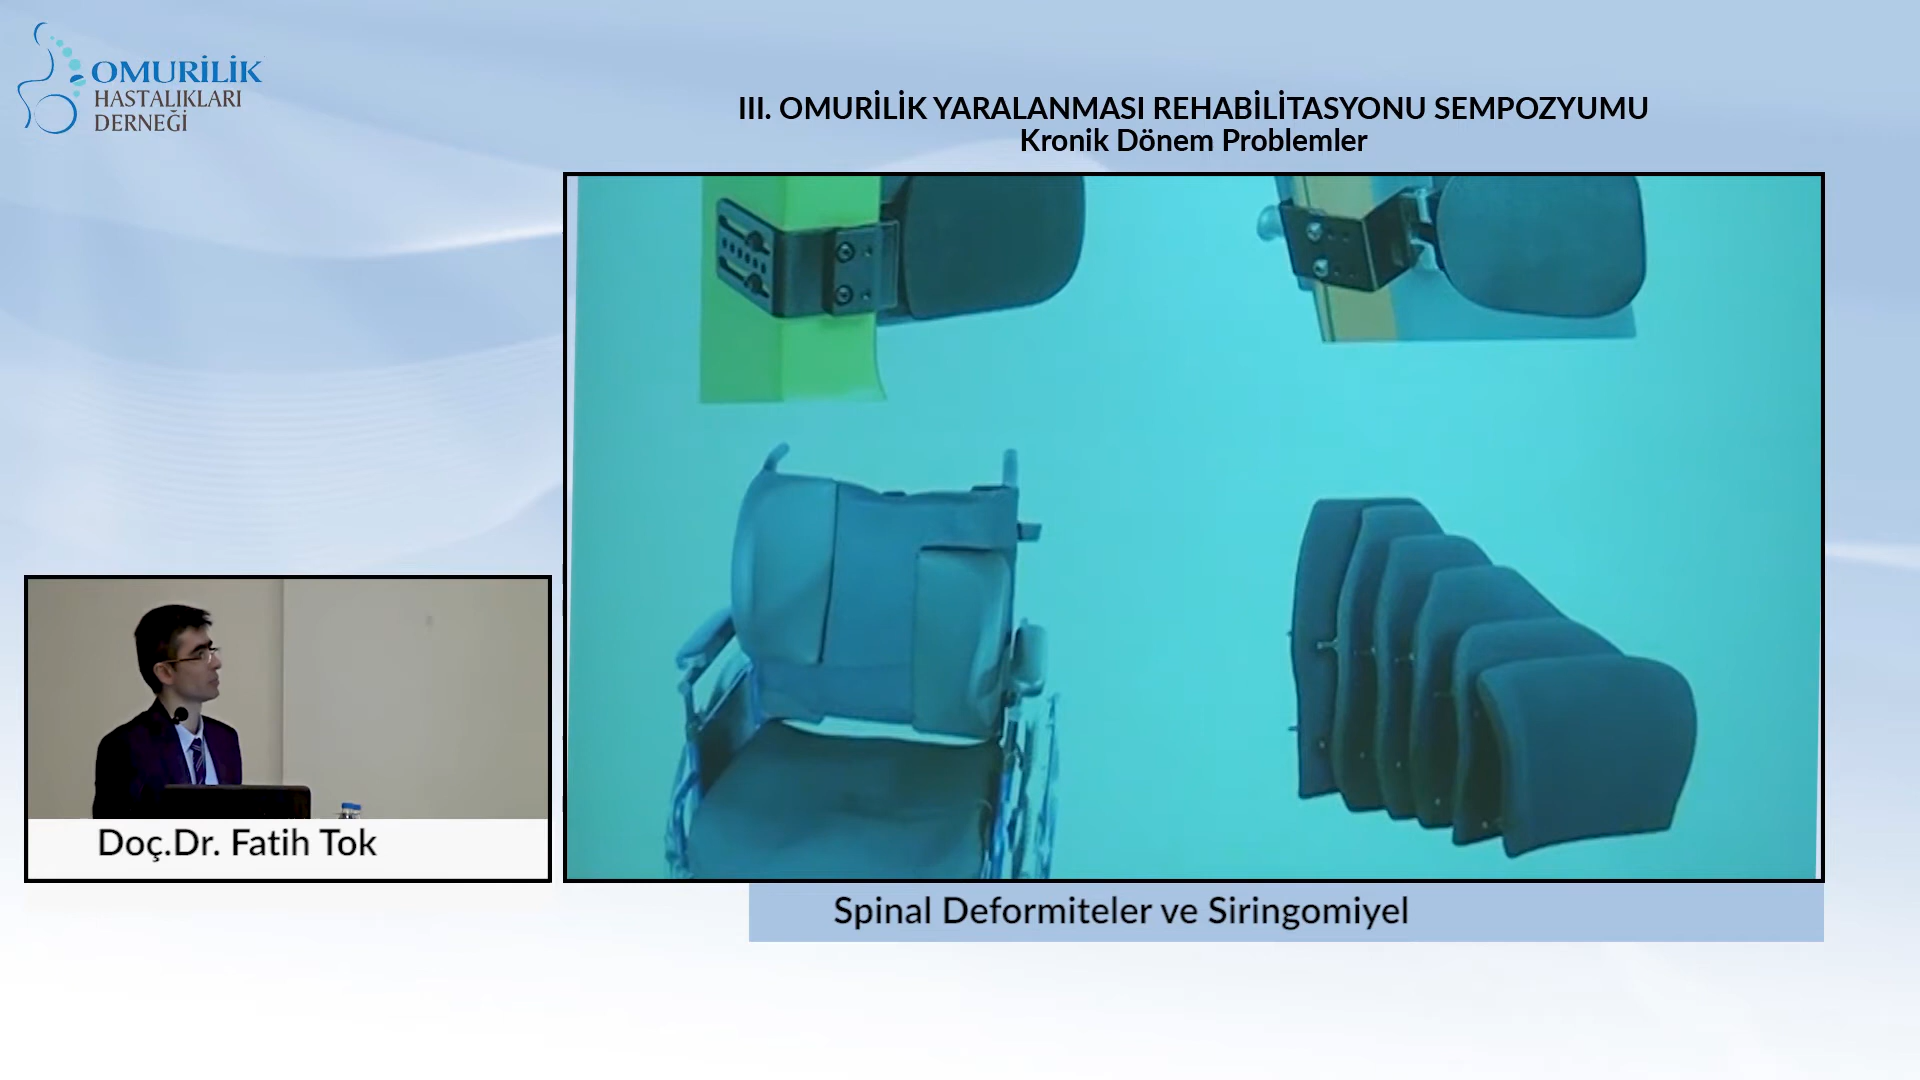 OMURİLİK
HASTALIKLARI
DERNEĞİ
III. OMURİLİK YARALANMASI REHABİLİTASYONU SEMPOZYUMU
Kronik Dönem Problemler
Doç.Dr. Fatih Tok
Spinal Deformiteler ve Siringomiyel